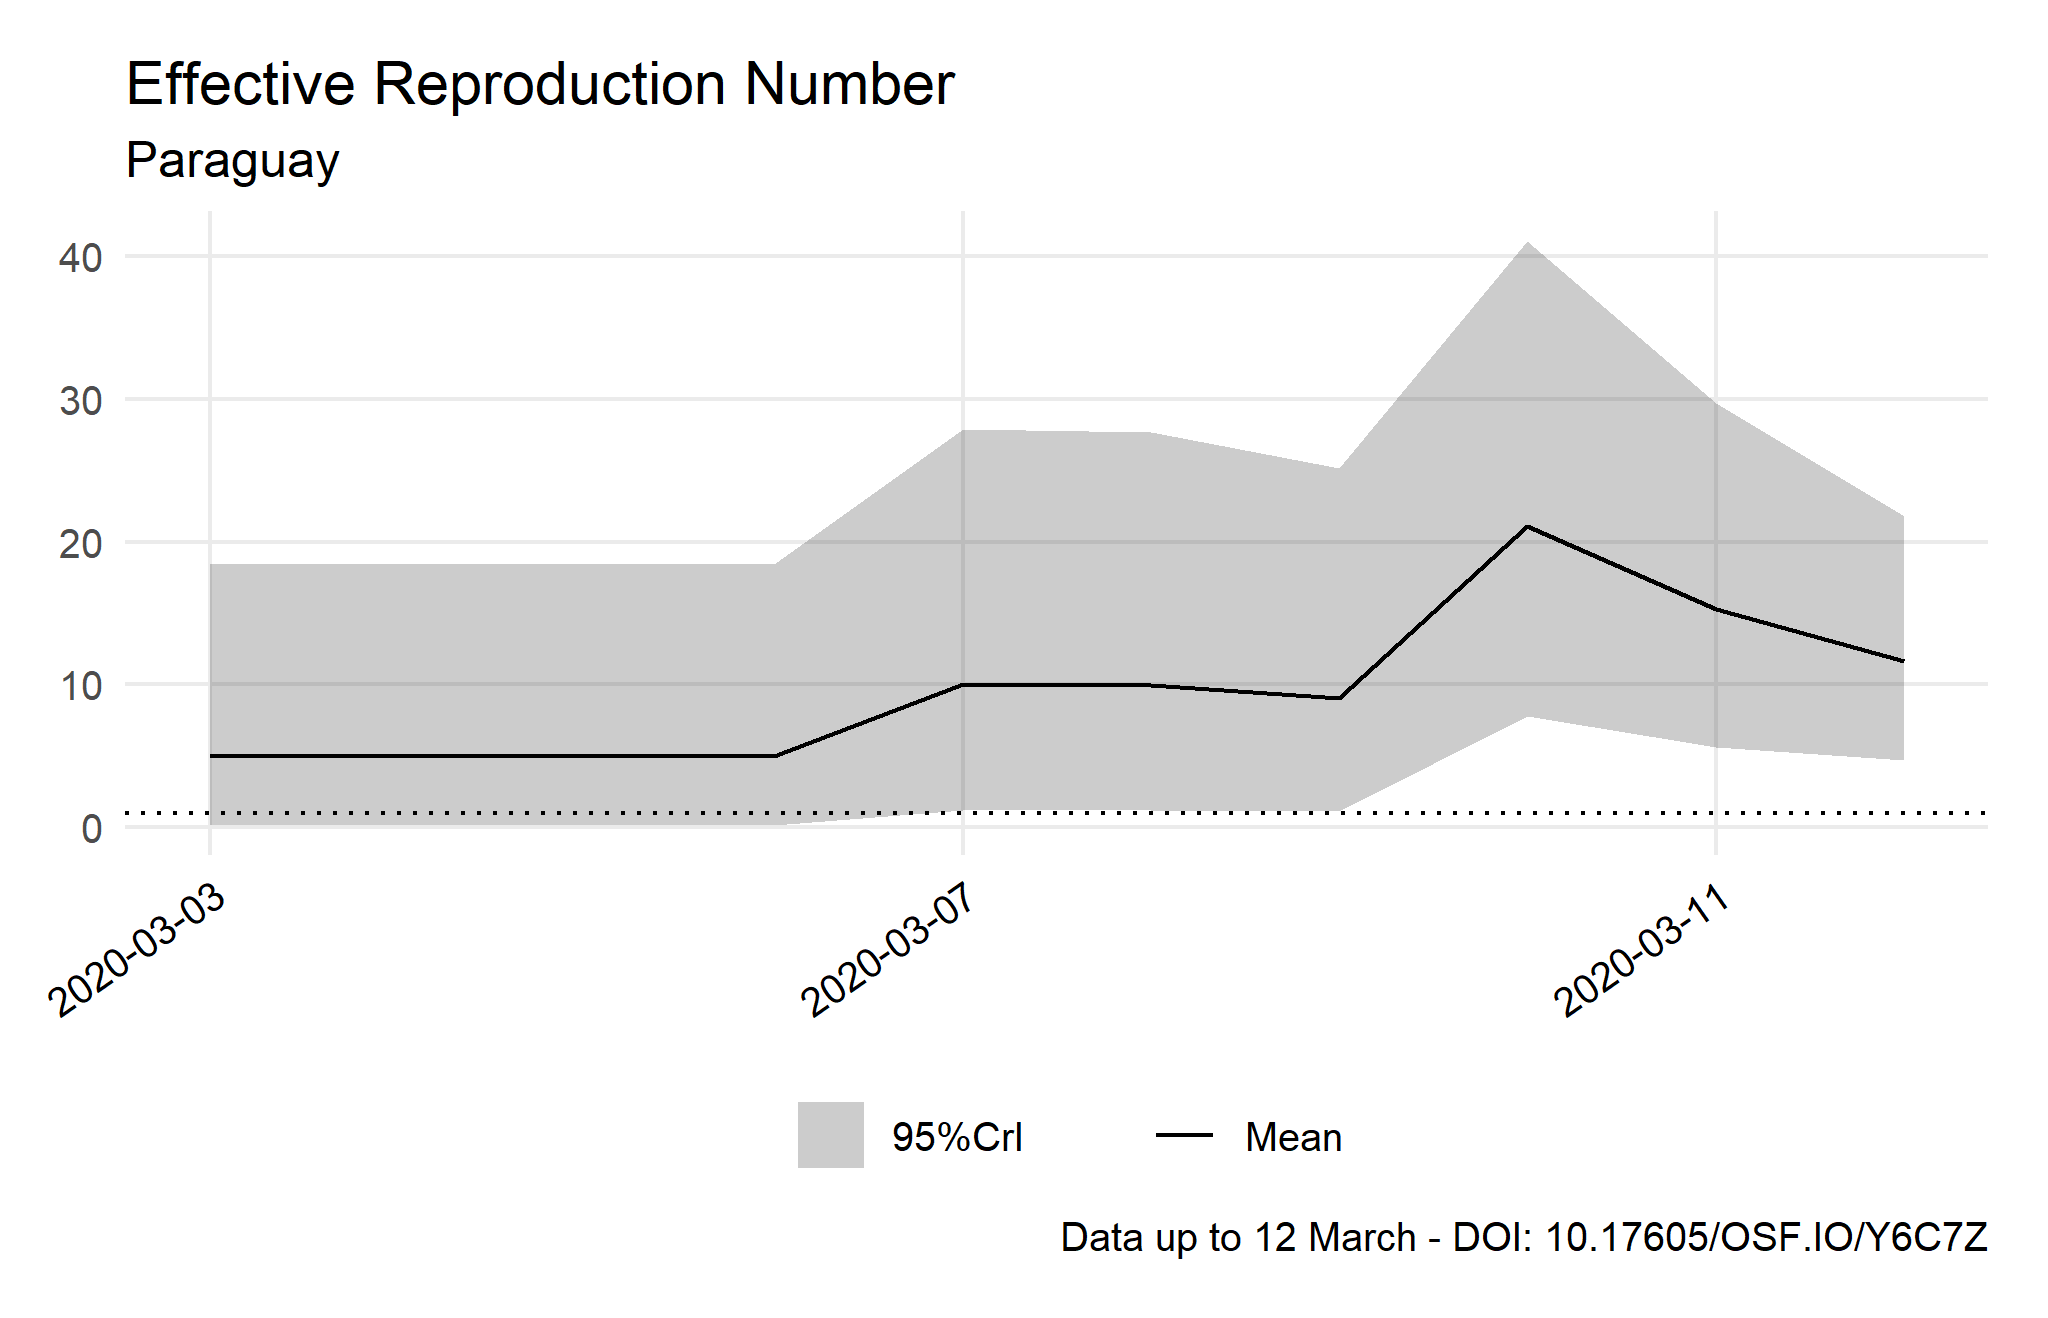 Effective Reproduction Number
Paraguay
40
30
20
10
0
2020-03-03
2020-03-07
2020-03-11
95%CrI
Mean
Data up to 12 March - DOI: 10.17605/OSF.IO/Y6C7Z